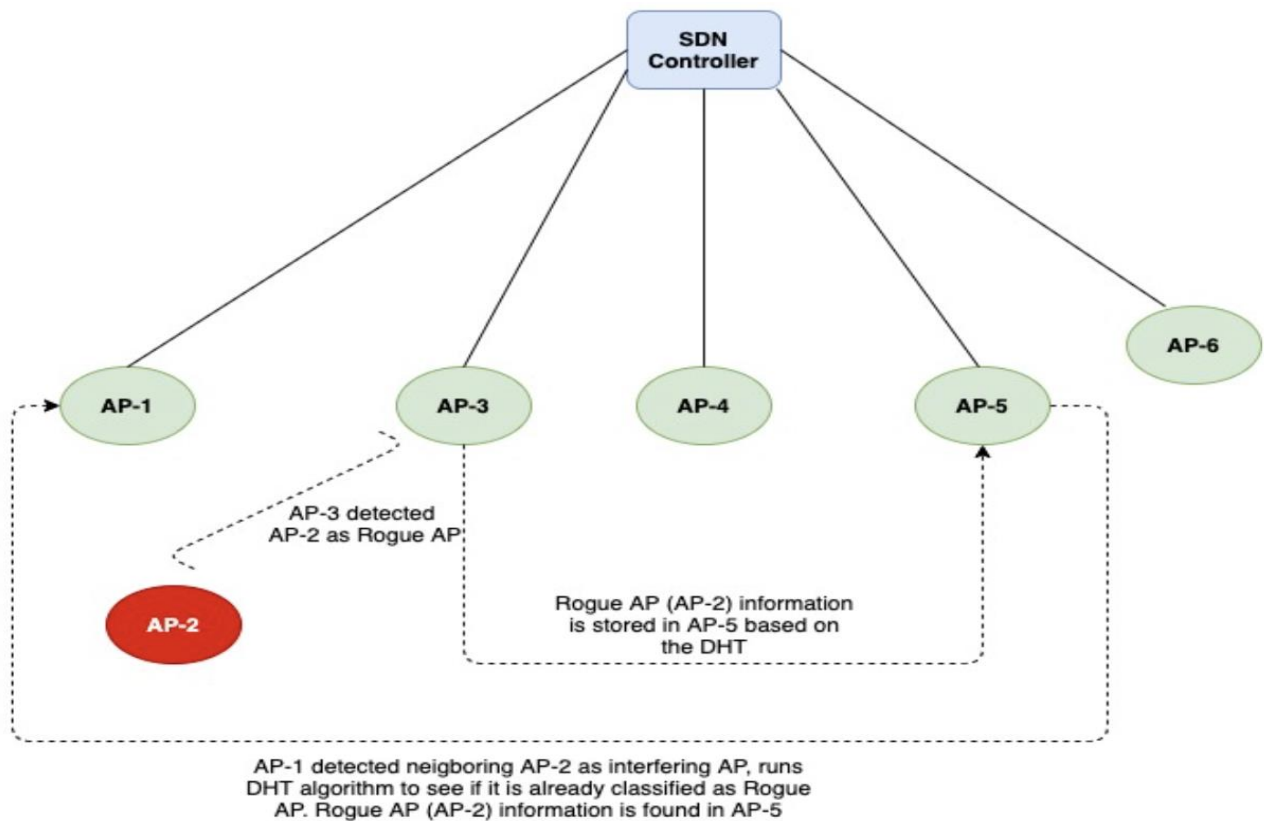 SDN
Controller
AP-6
AP-1
AP-3
AP-4
AP-5
AP-3 detected
AP-2 as Rogue AP
AP-2
Rogue AP (AP-2) information
is stored in AP-5 based on
the DHT
AP-1 detected neigboring AP-2 as interfering AP, runs
DHT algorithm to see if it is already classified as Rogue
AP. Rogue AP (AP-2) information is found in AP-5